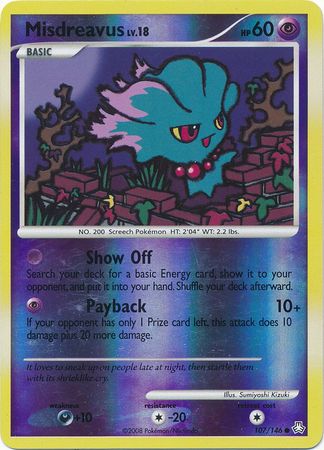 Misdreavus LV.18 HP 60
BASIC
NO. 200 Screech Pokémon HT: 2'04" WT: 2.2 lbs.
Show Off
Search your deck for a basic Energy card, show it to your
opponent, and put it into your hand. Shuffle your deck afterward.
Payback 10+
If your opponent has only 1 Prize card left, this attack does 10
damage plus 20 more damage.
It loves to sneak up on people late at night, then startle them
with its shrieklike cry.
Illus. Sumiyoshi Kizuki
weakness resistance retreat cost
+10 -20
©2008 Pokémon/Nintendo 107/146